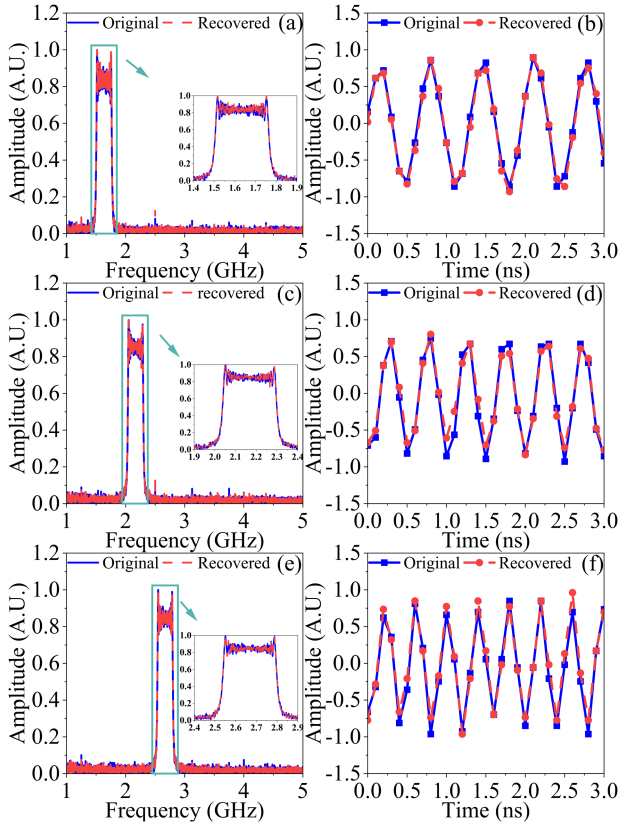 Original Recovered (a)
Amplitude (A.U.)
1.2
1.0
0.8
0.6
0.4
0.2
0.0
1.0
0.8
0.6
0.4
0.2
0.0
1.4 1.5 1.6 1.7 1.8 1.9
1 2 3 4 5
Frequency (GHz)
Original Recovered (b)
Amplitude (A.U.)
1.5
1.0
0.5
0.0
-0.5
-1.0
-1.5
0.0 0.5 1.0 1.5 2.0 2.5 3.0
Time (ns)
Original recovered (c)
Amplitude (A.U.)
1.2
1.0
0.8
0.6
0.4
0.2
0.0
1.0
0.8
0.6
0.4
0.2
0.0
1.9 2.0 2.1 2.2 2.3 2.4
1 2 3 4 5
Frequency (GHz)
Original Recovered (d)
Amplitude (A.U.)
1.5
1.0
0.5
0.0
-0.5
-1.0
-1.5
0.0 0.5 1.0 1.5 2.0 2.5 3.0
Time (ns)
Original Recovered (e)
Amplitude (A.U.)
1.2
1.0
0.8
0.6
0.4
0.2
0.0
1.0
0.8
0.6
0.4
0.2
0.0
2.4 2.5 2.6 2.7 2.8 2.9
1 2 3 4 5
Frequency (GHz)
Original Recovered (f)
Amplitude (A.U.)
1.5
1.0
0.5
0.0
-0.5
-1.0
-1.5
0.0 0.5 1.0 1.5 2.0 2.5 3.0
Time (ns)